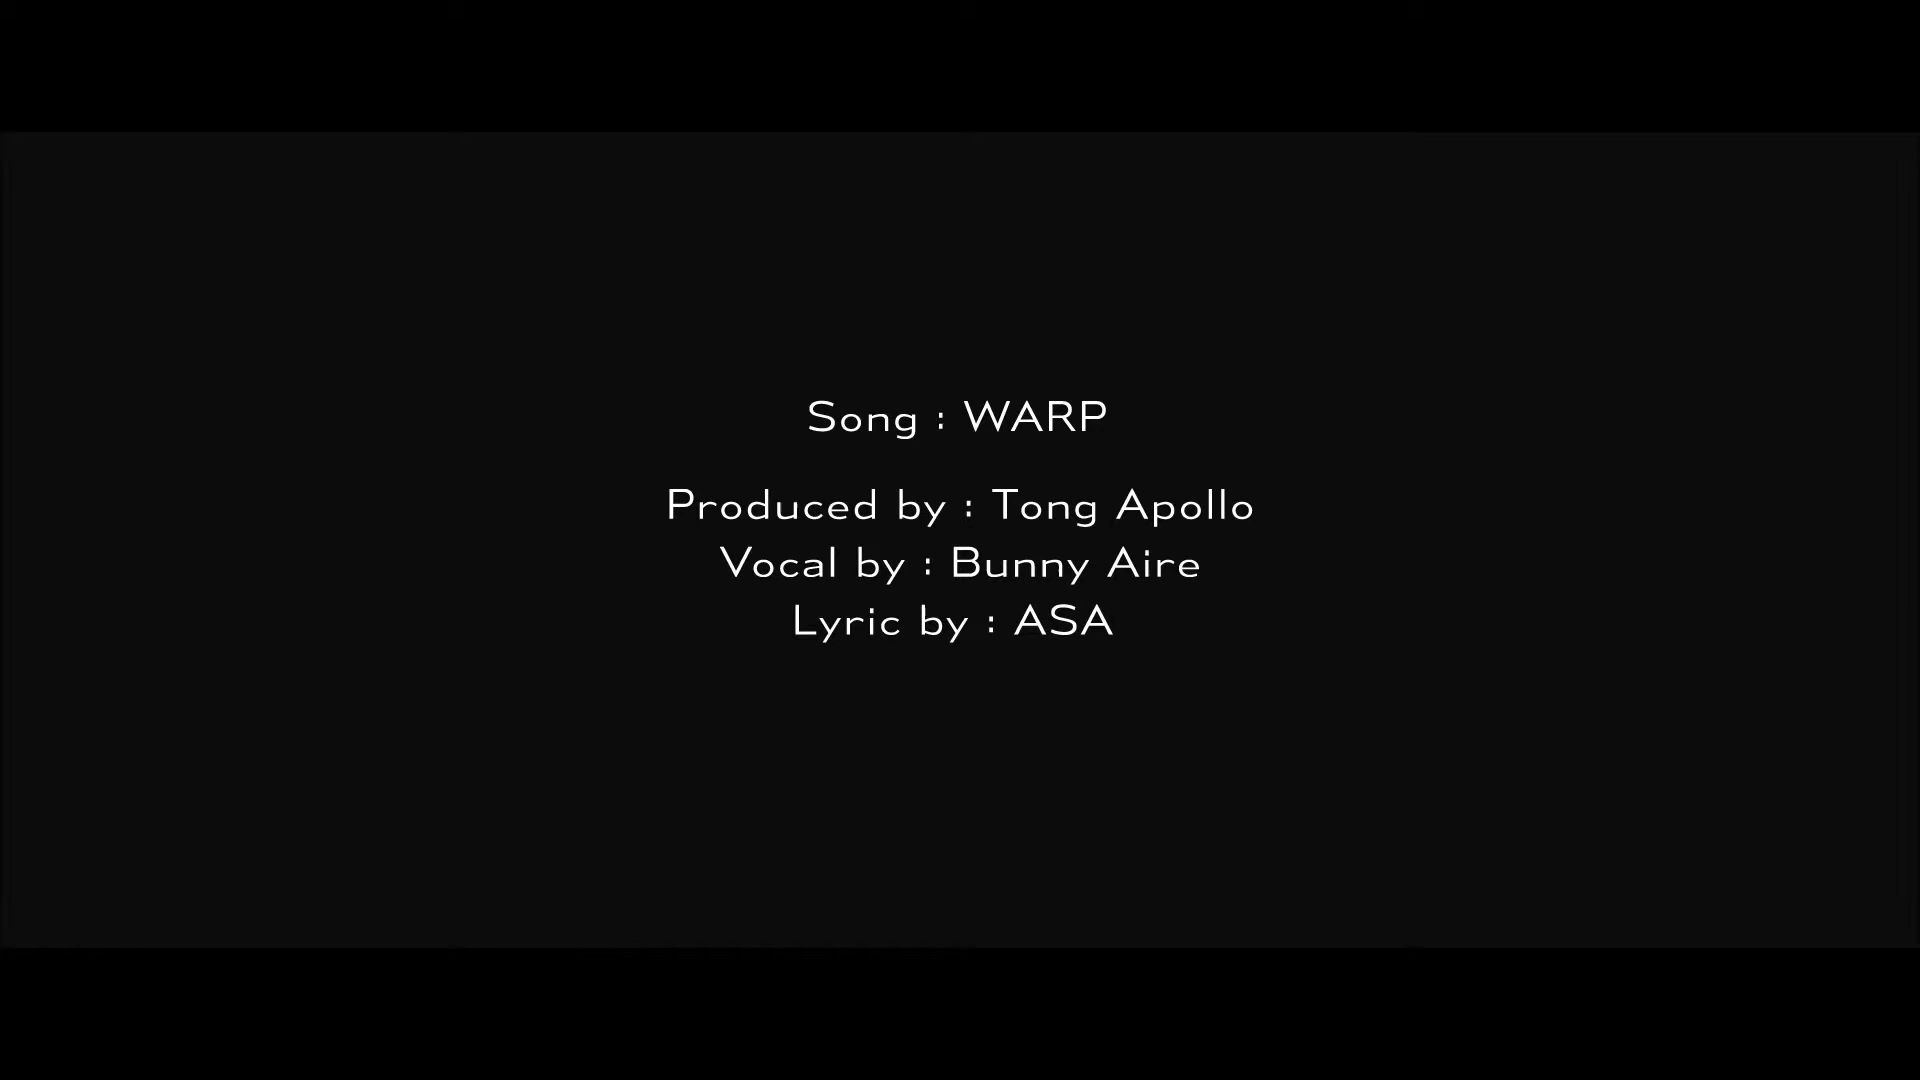 Song : WARP
Produced by : Tong Apollo
Vocal by : Bunny Aire
Lyric by : ASA